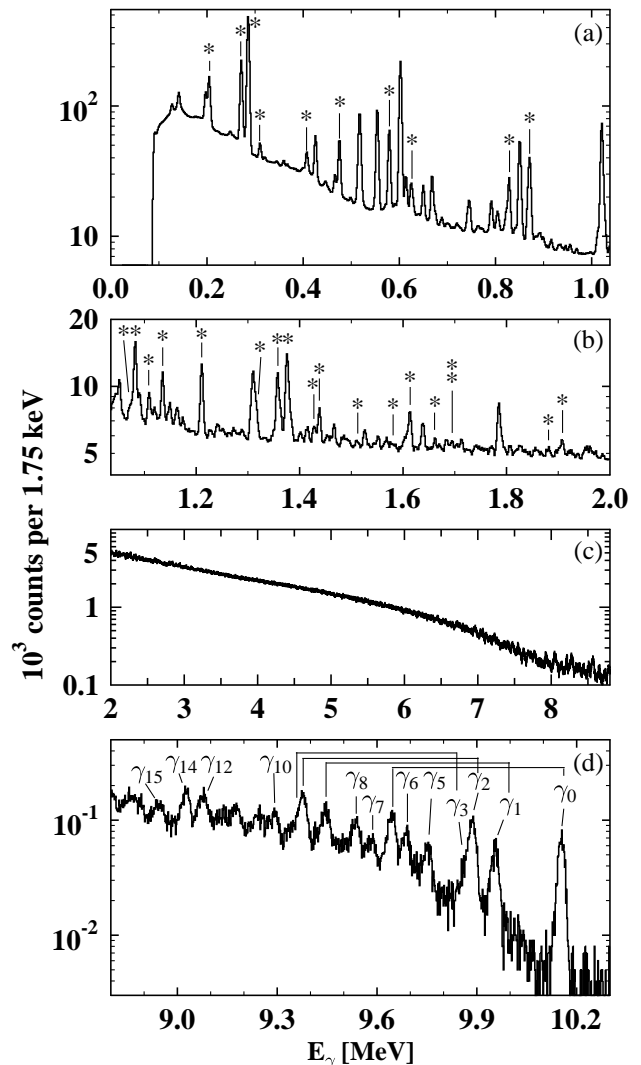 (a)
* * * * * * * * * * *
10²
10
0.0 0.2 0.4 0.6 0.8 1.0
20
(b)
** * * * * ** * * * * * * * * * *
10
5
1.2 1.4 1.6 1.8 2.0
10³ counts per 1.75 keV
(c)
5
1
0.1
2 3 4 5 6 7 8
(d)
γ15 γ14 γ12 γ10 γ8 γ7 γ6 γ5 γ3 γ2 γ1 γ0
10⁻¹
10⁻²
9.0 9.3 9.6 9.9 10.2
Eγ [MeV]